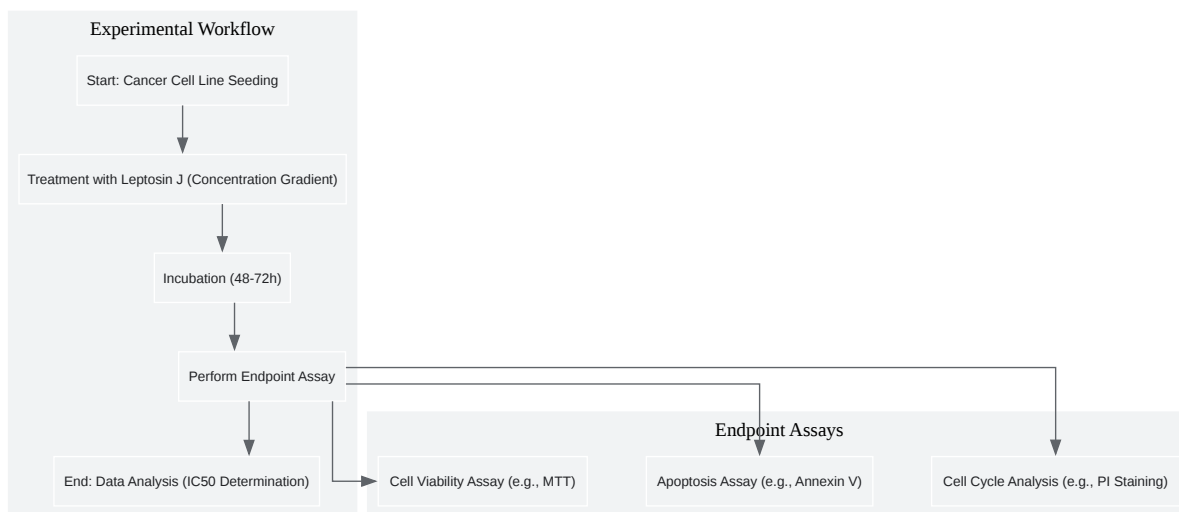 Experimental Workflow
Start: Cancer Cell Line Seeding
Treatment with Leptosin J (Concentration Gradient)
Incubation (48-72h)
Perform Endpoint Assay
End: Data Analysis (IC50 Determination)
Endpoint Assays
Cell Viability Assay (e.g., MTT)
Apoptosis Assay (e.g., Annexin V)
Cell Cycle Analysis (e.g., PI Staining)